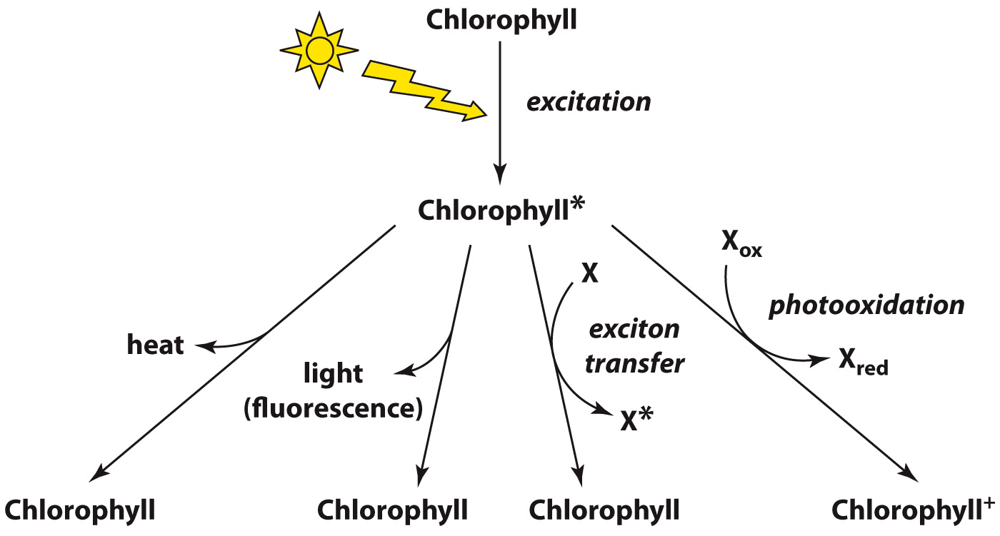 Chlorophyll
excitation
Chlorophyll*
X
exciton
transfer
X*
Xox
photooxidation
Xred
heat
light
(fluorescence)
Chlorophyll
Chlorophyll
Chlorophyll
Chlorophyll⁺